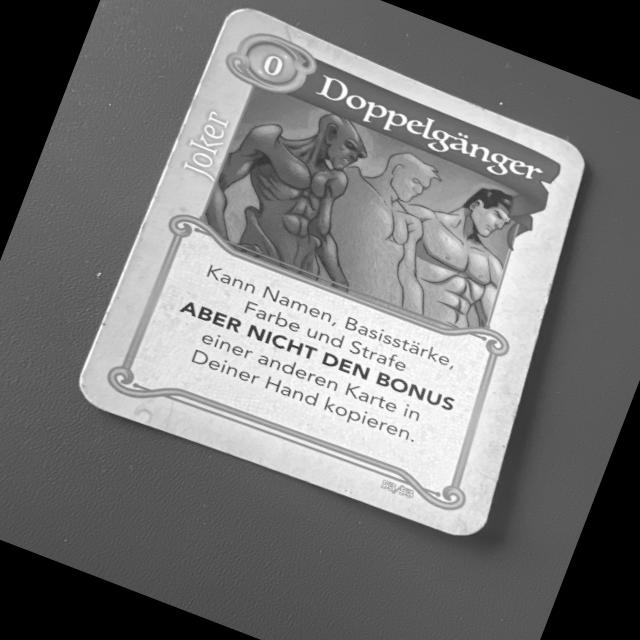 0
Doppelgänger
Joker
Kann Namen, Basisstärke,
Farbe und Strafe
ABER NICHT DEN BONUS
einer anderen Karte in
Deiner Hand kopieren.